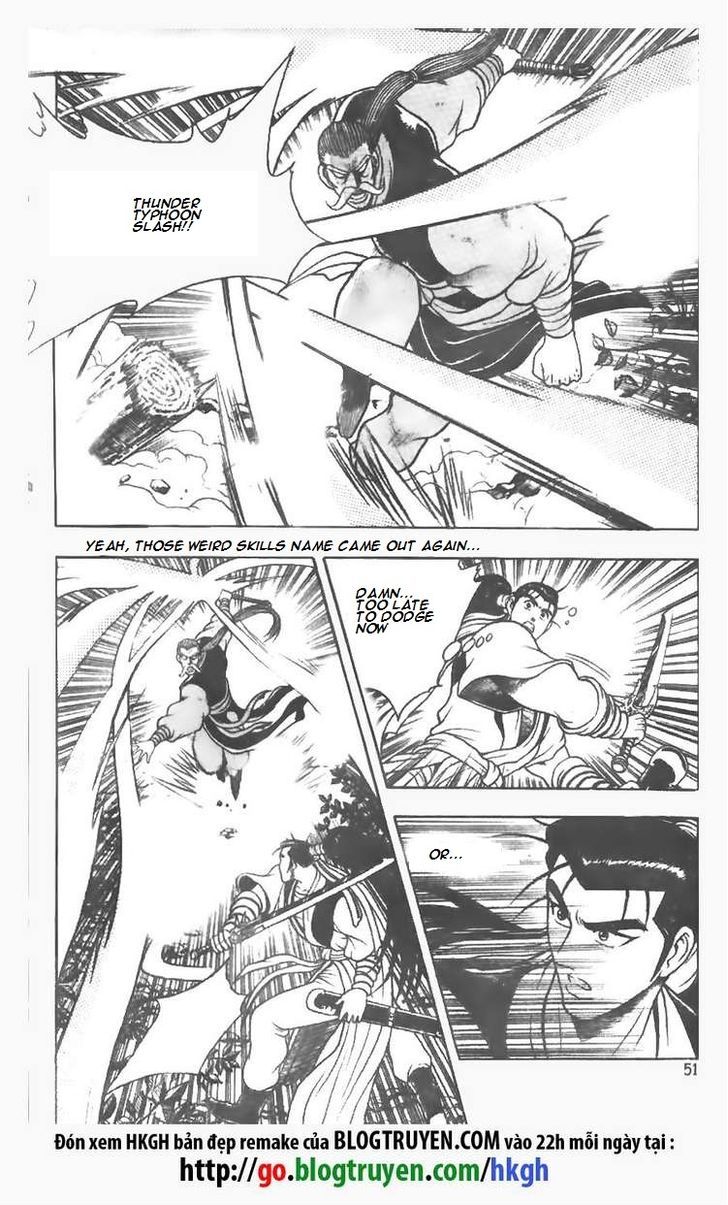 THUNDER
TYPHOON
SLASH!!
YEAH, THOSE WEIRD SKILLS NAME CAME OUT AGAIN...
DAMN...
TOO LATE
TO DODGE
NOW
OR...
51
Đón xem HKGH bản đẹp remake của BLOGTRUYEN.COM vào 22h mỗi ngày tại :
http://go.blogtruyen.com/hkgh